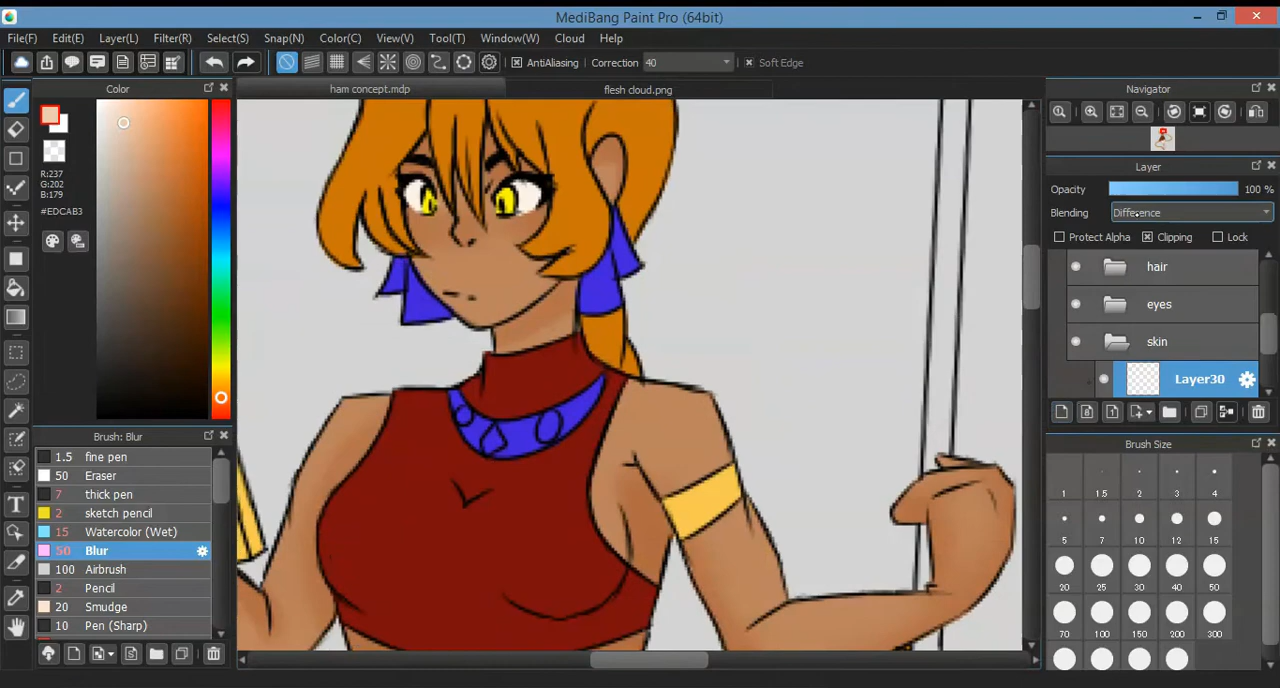 MediBang Paint Pro (64bit)
File(F) Edit(E) Layer(L) Filter(R) Select(S) Snap(N) Color(C) View(V) Tool(T) Window(W) Cloud Help
AntiAliasing Correction 40 Soft Edge
Color
ham concept.mdp
flesh cloud.png
R:237
G:202
B:179
#EDCAB3
Brush: Blur
1.5 fine pen
50 Eraser
7 thick pen
2 sketch pencil
15 Watercolor (Wet)
50 Blur
100 Airbrush
2 Pencil
20 Smudge
10 Pen (Sharp)
T
Navigator
Layer
Opacity 100 %
Blending Difference
Protect Alpha Clipping Lock
hair
eyes
skin
Layer30
Brush Size
1 1.5 2 3 4
5 7 10 12 15
20 25 30 40 50
70 100 150 200 300